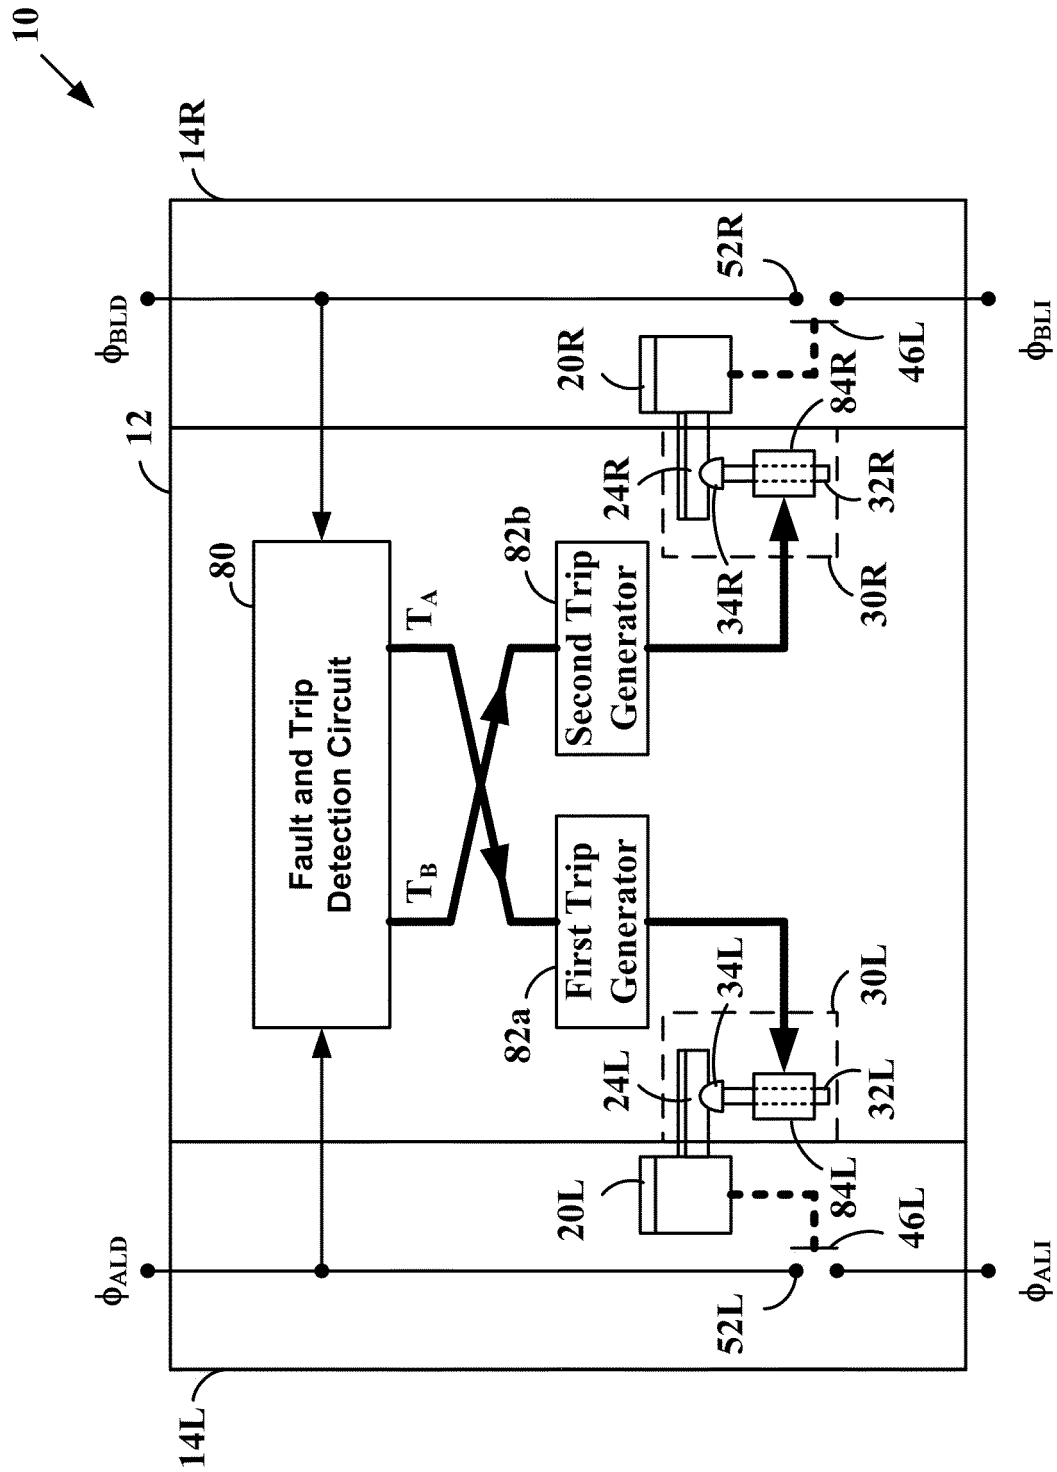 10
ϕALD
ϕBLD
12
14L
14R
80
Fault and Trip
Detection Circuit
TB
TA
82a
82b
First Trip
Generator
Second Trip
Generator
20L
20R
24L
24R
34L
34R
52L
52R
84L
84R
32L
30L
30R
32R
46L
46L
ϕALI
ϕBLI